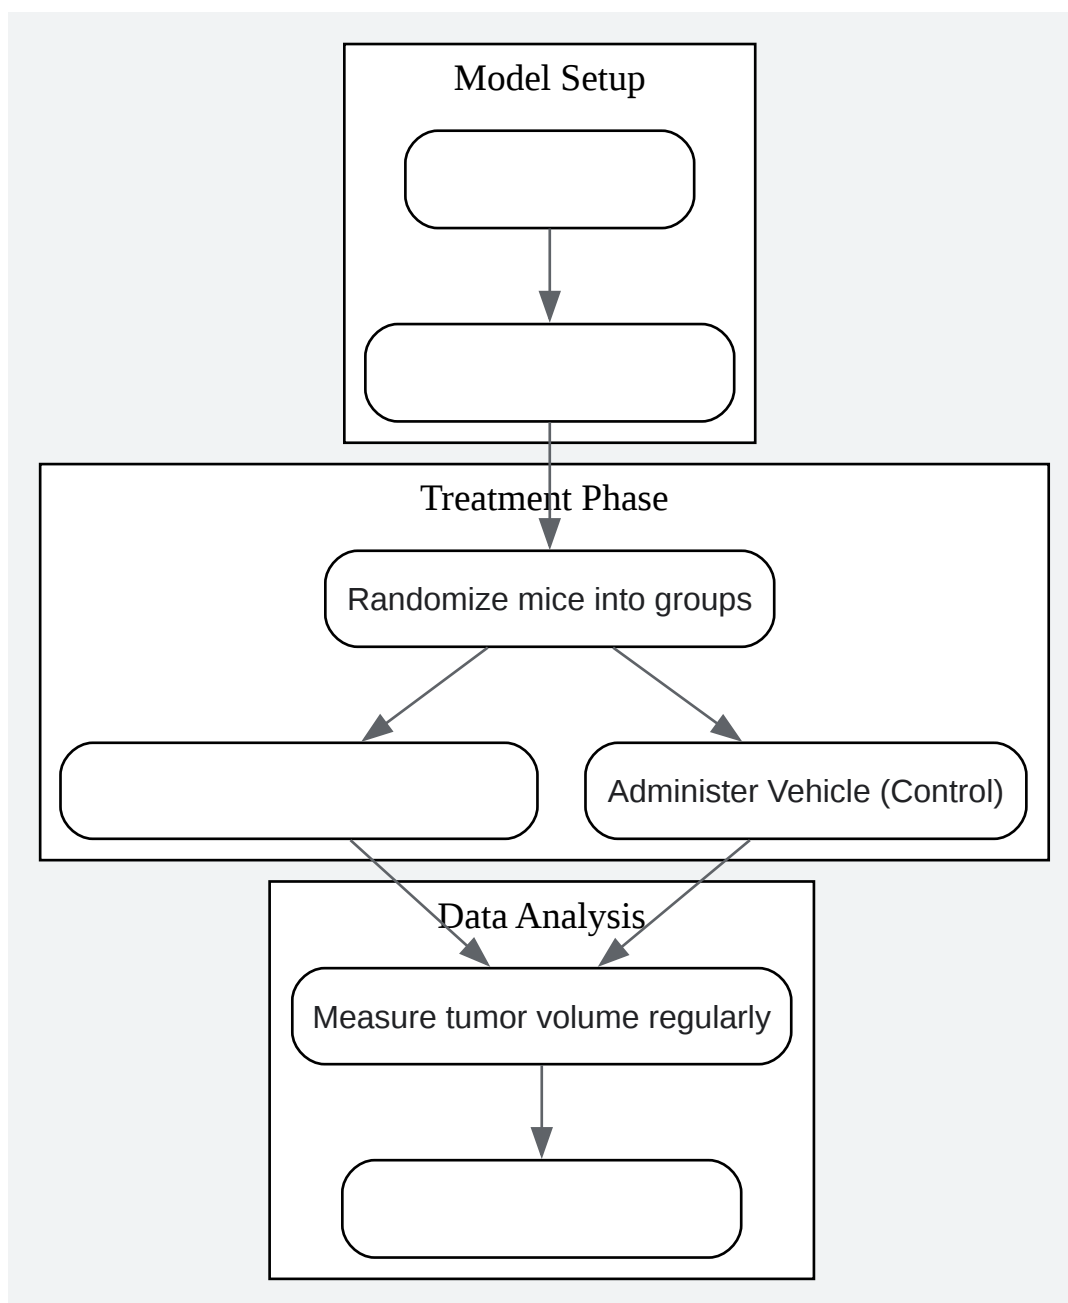 Model Setup
Treatment Phase
Randomize mice into groups
Administer Vehicle (Control)
Data Analysis
Measure tumor volume regularly